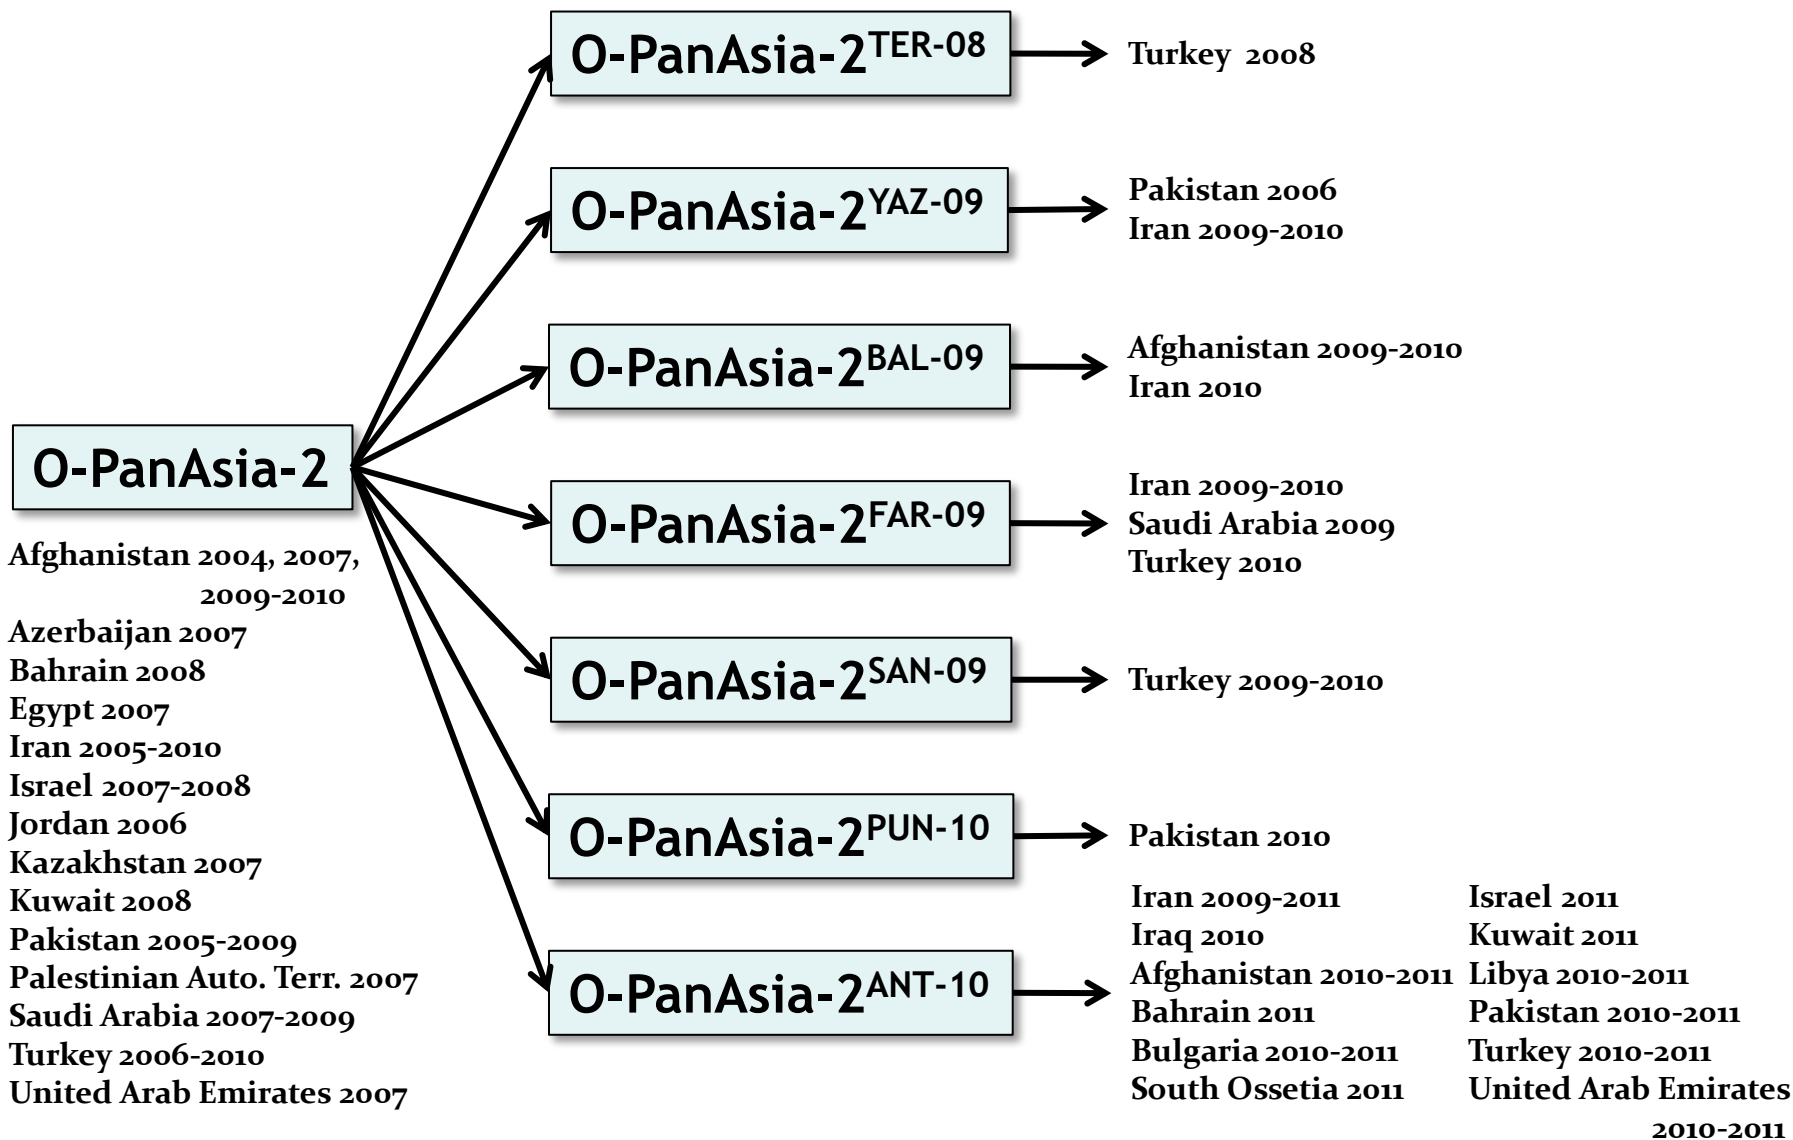 O-PanAsia-2TER-08
Turkey 2008
O-PanAsia-2YAZ-09
Pakistan 2006
Iran 2009-2010
O-PanAsia-2BAL-09
Afghanistan 2009-2010
Iran 2010
O-PanAsia-2
O-PanAsia-2FAR-09
Iran 2009-2010
Saudi Arabia 2009
Turkey 2010
Afghanistan 2004, 2007,
2009-2010
Azerbaijan 2007
Bahrain 2008
Egypt 2007
Iran 2005-2010
Israel 2007-2008
Jordan 2006
Kazakhstan 2007
Kuwait 2008
Pakistan 2005-2009
Palestinian Auto. Terr. 2007
Saudi Arabia 2007-2009
Turkey 2006-2010
United Arab Emirates 2007
O-PanAsia-2SAN-09
Turkey 2009-2010
O-PanAsia-2PUN-10
Pakistan 2010
O-PanAsia-2ANT-10
Iran 2009-2011
Iraq 2010
Afghanistan 2010-2011
Bahrain 2011
Bulgaria 2010-2011
South Ossetia 2011
Israel 2011
Kuwait 2011
Libya 2010-2011
Pakistan 2010-2011
Turkey 2010-2011
United Arab Emirates
2010-2011